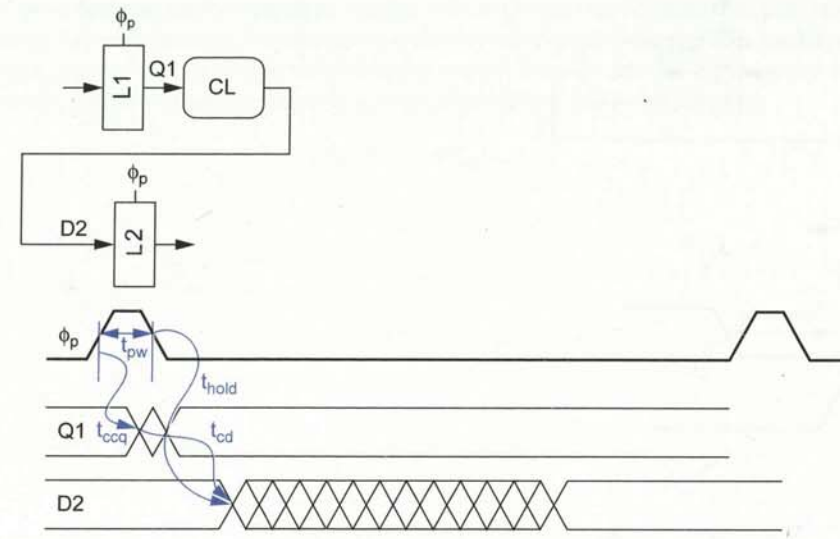 ϕp
L1
Q1
CL
ϕp
D2
L2
ϕp
tpw
thold
Q1
tccq
tcd
D2